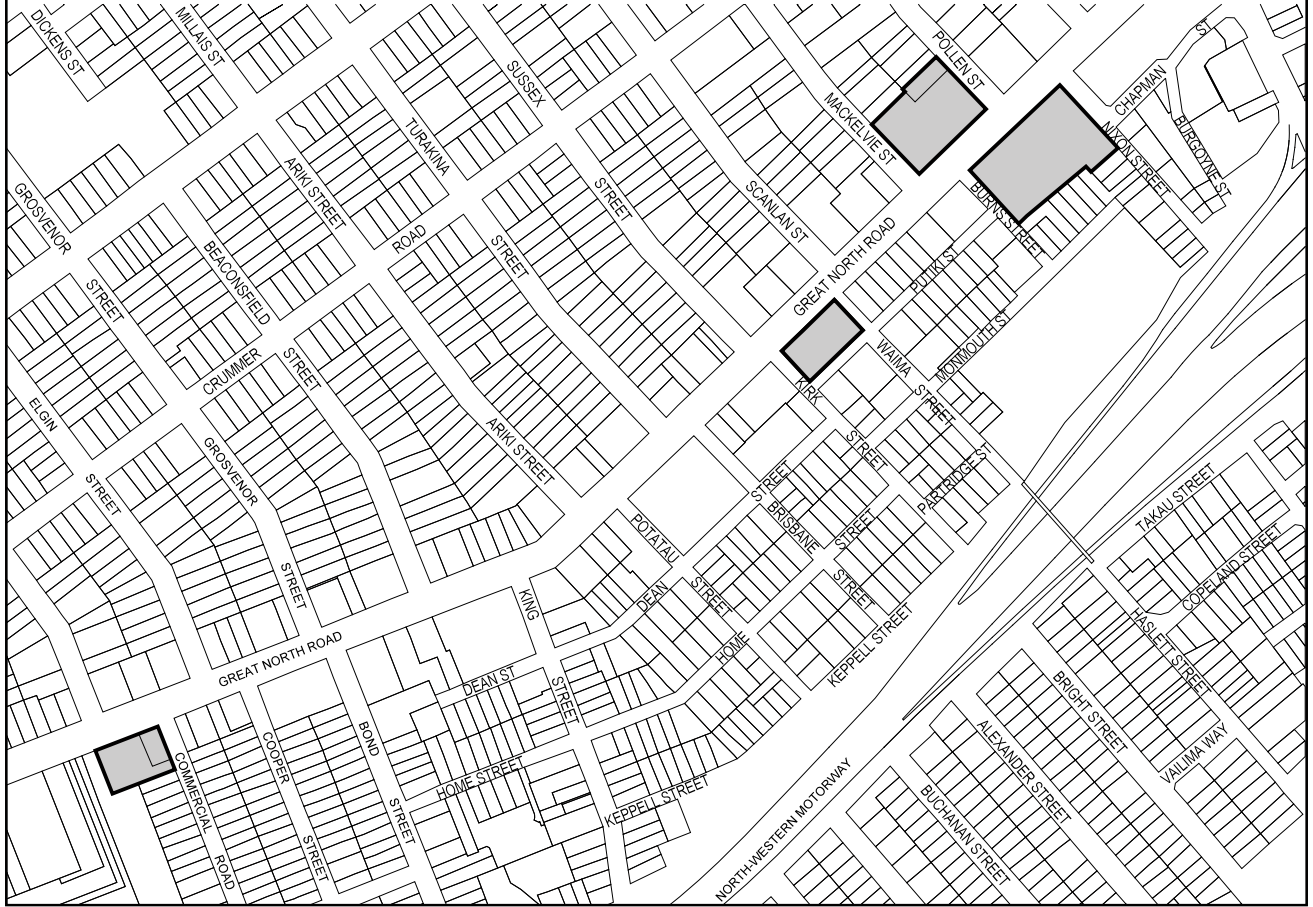 DICKENS ST
MILLAIS ST
SUSSEX
POLLEN ST
ST
CHAPMAN
MACKELVIE ST
NIXON STREET
BURGOYNE ST
TURAKINA
ARIKI STREET
GROSVENOR
STREET
SCANLAN ST
BURNS STREET
ROAD
STREET
BEACONSFIELD
GREAT NORTH ROAD
PUTIKI ST
STREET
CRUMMER
STREET
WAIMA
STREET
MONMOUTH ST
KIRK
STREET
ELGIN
STREET
GROSVENOR
STREET
ARIKI STREET
STREET
BRISBANE
STREET
PARTRIDGE ST
STREET
TAKAU STREET
COPELAND STREET
POTATAU
STREET
DEAN
HOME
KEPPELL STREET
HASLETT STREET
KING
STREET
GREAT NORTH ROAD
DEAN ST
BRIGHT STREET
ALEXANDER STREET
VAILIMA WAY
COMMERCIAL
ROAD
COOPER
STREET
BOND
STREET
HOME STREET
KEPPELL STREET
NORTH-WESTERN MOTORWAY
BUCHANAN STREET